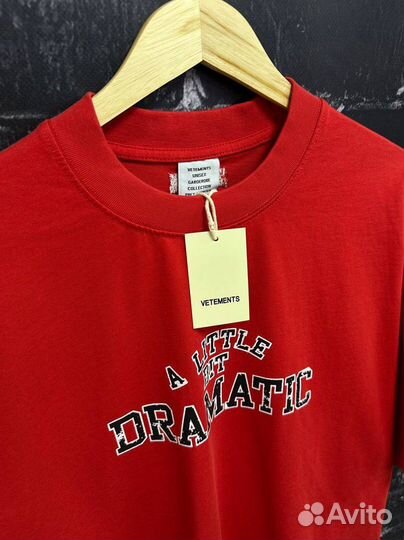 VETEMENTS
UNISEX
GARDEROBE
COLLECTION
VETEMENTS
A LITTLE
BIT
DRAMATIC
Avito